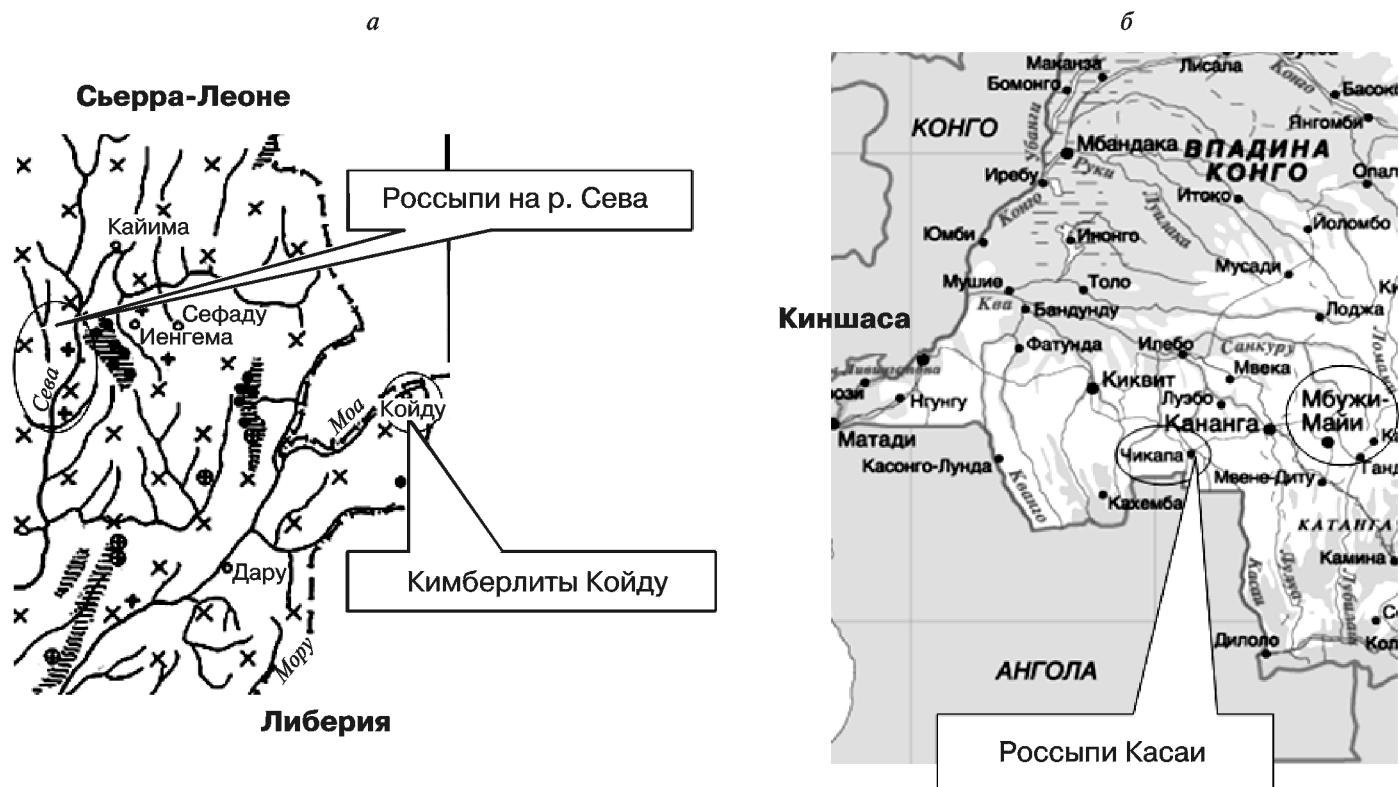 а
Сьерра-Леоне
Россыпи на р. Сева
Кайима
Сефаду
Иенгема
Сева
Моа
Койду
Кимберлиты Койду
Дару
Мору
Либерия
б
Маканза
Лисала
Бомонго
Конго
Басоко
КОНГО
Убанги
Янгомби
Мбандака
ВПАДИНА
КОНГО
Руки
Иребу
Итоко
Конго
Луилака
Йоломбо
Юмби
Инонго
Мусади
Мушие
Толо
Ква
Бандунду
Лоджа
Киншаса
Фатунда
Илебо
Санкуру
Мвека
Киквит
Луэбо
Мбужи-
Майи
Нгунгу
Кананга
Матади
Чикапа
Касонго-Лунда
Мвене-Диту
Кванго
Кахемба
КАТАНГА
Камина
Касаи
Лубилаш
Дилоло
АНГОЛА
Россыпи Касаи